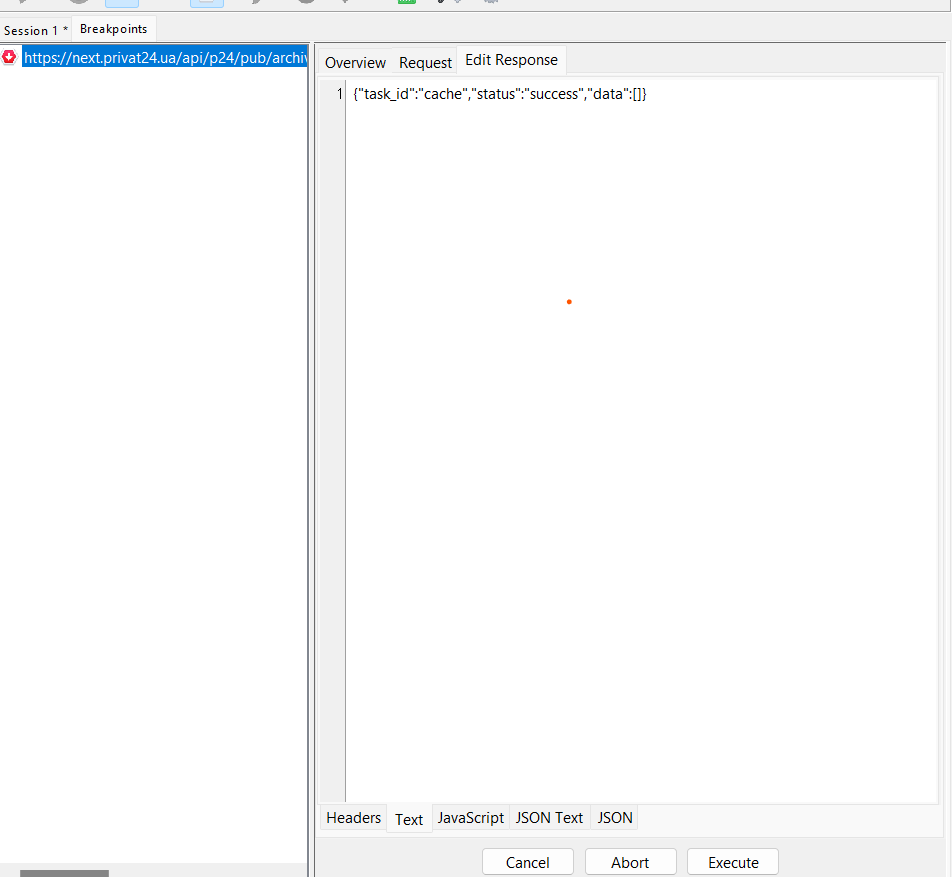 Session 1 * Breakpoints
https://next.privat24.ua/api/p24/pub/archiv
Overview Request Edit Response
1 {"task_id":"cache","status":"success","data":[]}
Headers Text JavaScript JSON Text JSON
Cancel Abort Execute